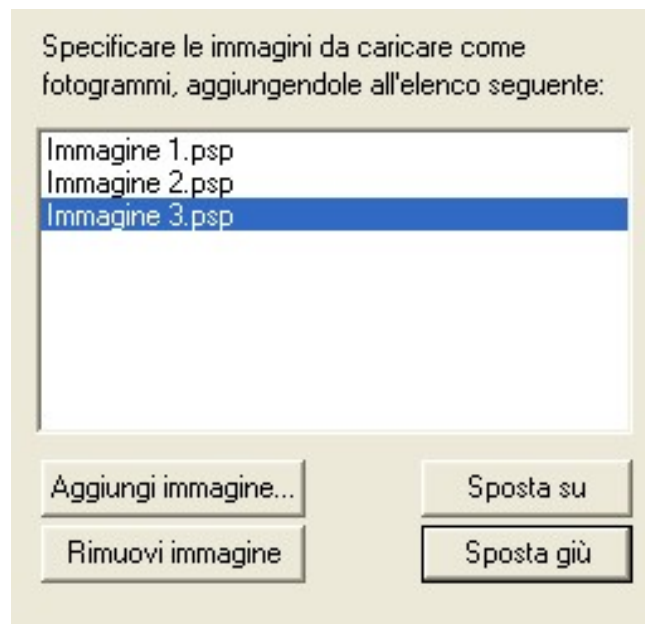 Specificare le immagini da caricare come
fotogrammi, aggiungendole all'elenco seguente:
Immagine 1.psp
Immagine 2.psp
Immagine 3.psp
Aggiungi immagine...
Sposta su
Rimuovi immagine
Sposta giù